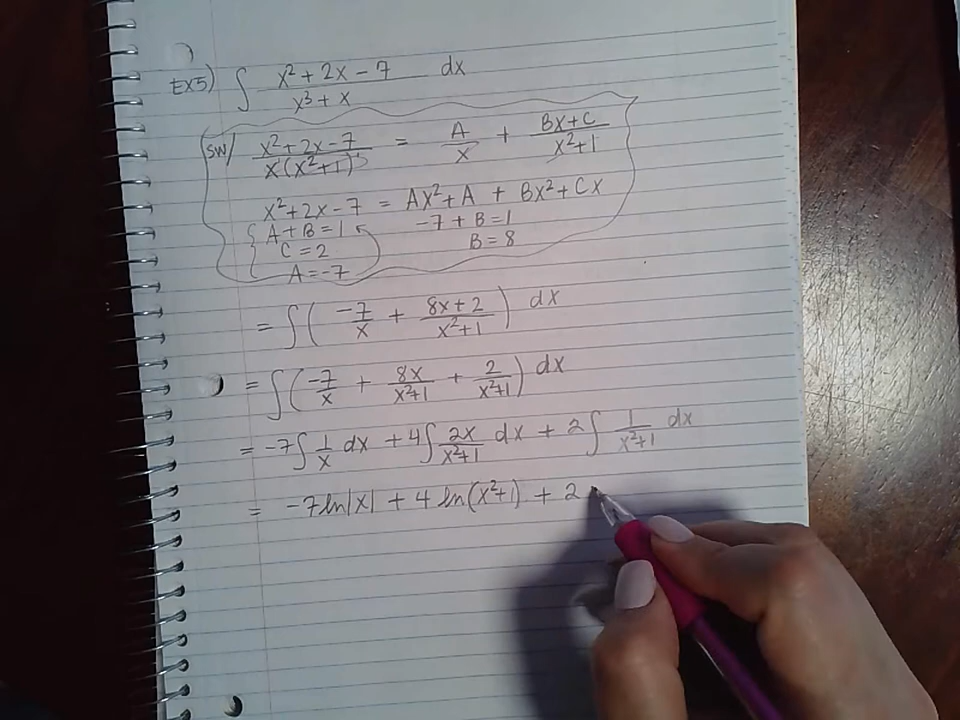 Ex5) ∫ (x² + 2x - 7)/(x³ + x) dx
SW/ (x² + 2x - 7)/(x(x² + 1)) = A/x + (Bx + C)/(x² + 1)
x² + 2x - 7 = Ax² + A + Bx² + Cx
A + B = 1 -7 + B = 1
C = 2 B = 8
A = -7
= ∫ ( -7/x + (8x + 2)/(x² + 1) ) dx
= ∫ ( -7/x + 8x/(x² + 1) + 2/(x² + 1) ) dx
= -7 ∫ 1/x dx + 4 ∫ 2x/(x² + 1) dx + 2 ∫ 1/(x² + 1) dx
= -7 ln|x| + 4 ln(x² + 1) + 2